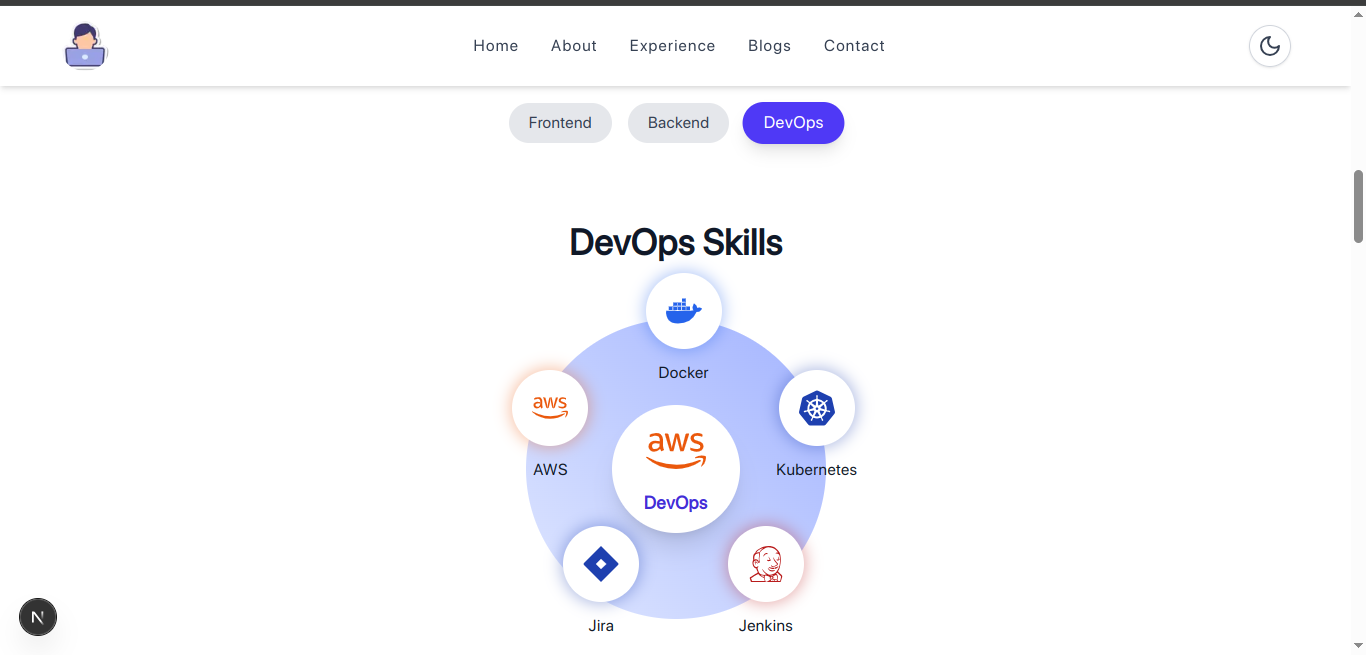 Home About Experience Blogs Contact
Frontend Backend DevOps
DevOps Skills
Docker
aws
AWS
Kubernetes
aws
DevOps
Jira
Jenkins
N